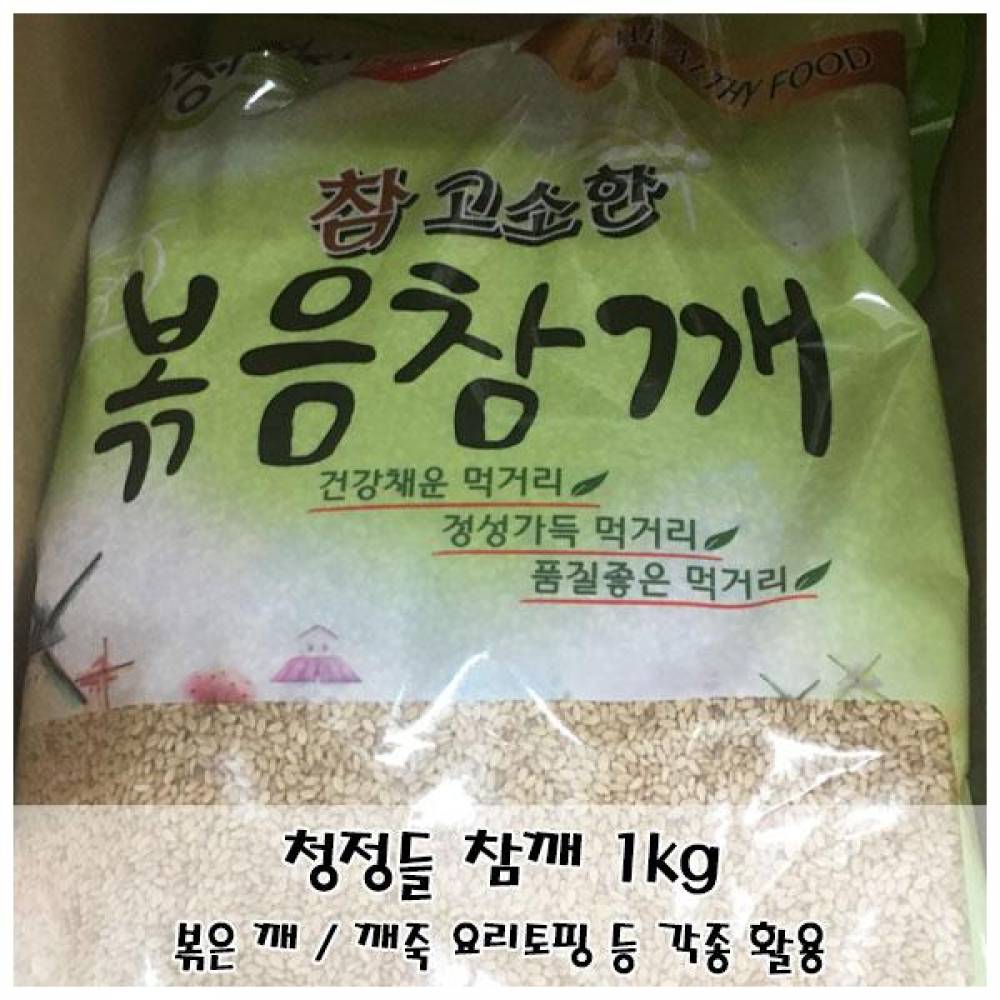 HEALTHY FOOD
참 고소한
볶음참깨
건강채운 먹거리
정성가득 먹거리
품질좋은 먹거리
청정들 참깨 1kg
볶은 깨 / 깨죽 요리토핑 등 각종 활용